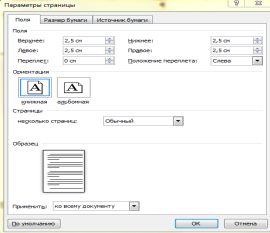 Параметры страницы
Поля Размер бумаги Источник бумаги
Поля
Верхнее: 2,5 см Нижнее: 2,5 см
Левое: 2,5 см Правое: 2,5 см
Переплет: 0 см Положение переплета: Слева
Ориентация
книжная альбомная
Страницы
несколько страниц: Обычный
Образец
Применить: ко всему документу
По умолчанию ОК Отмена